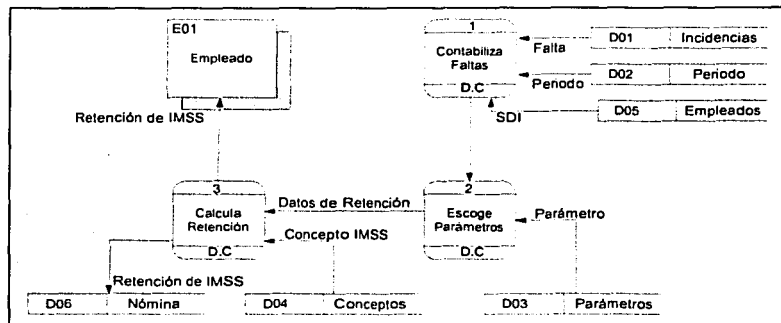 E01
Empleado
1
Contabiliza
Faltas
D.C
Falta
D01 Incidencias
Periodo
D02 Periodo
SDI
D05 Empleados
Retención de IMSS
3
Calcula
Retención
D.C
Datos de Retención
Concepto IMSS
2
Escoge
Parámetros
D.C
Parámetro
Retención de IMSS
D06 Nómina
D04 Conceptos
D03 Parámetros